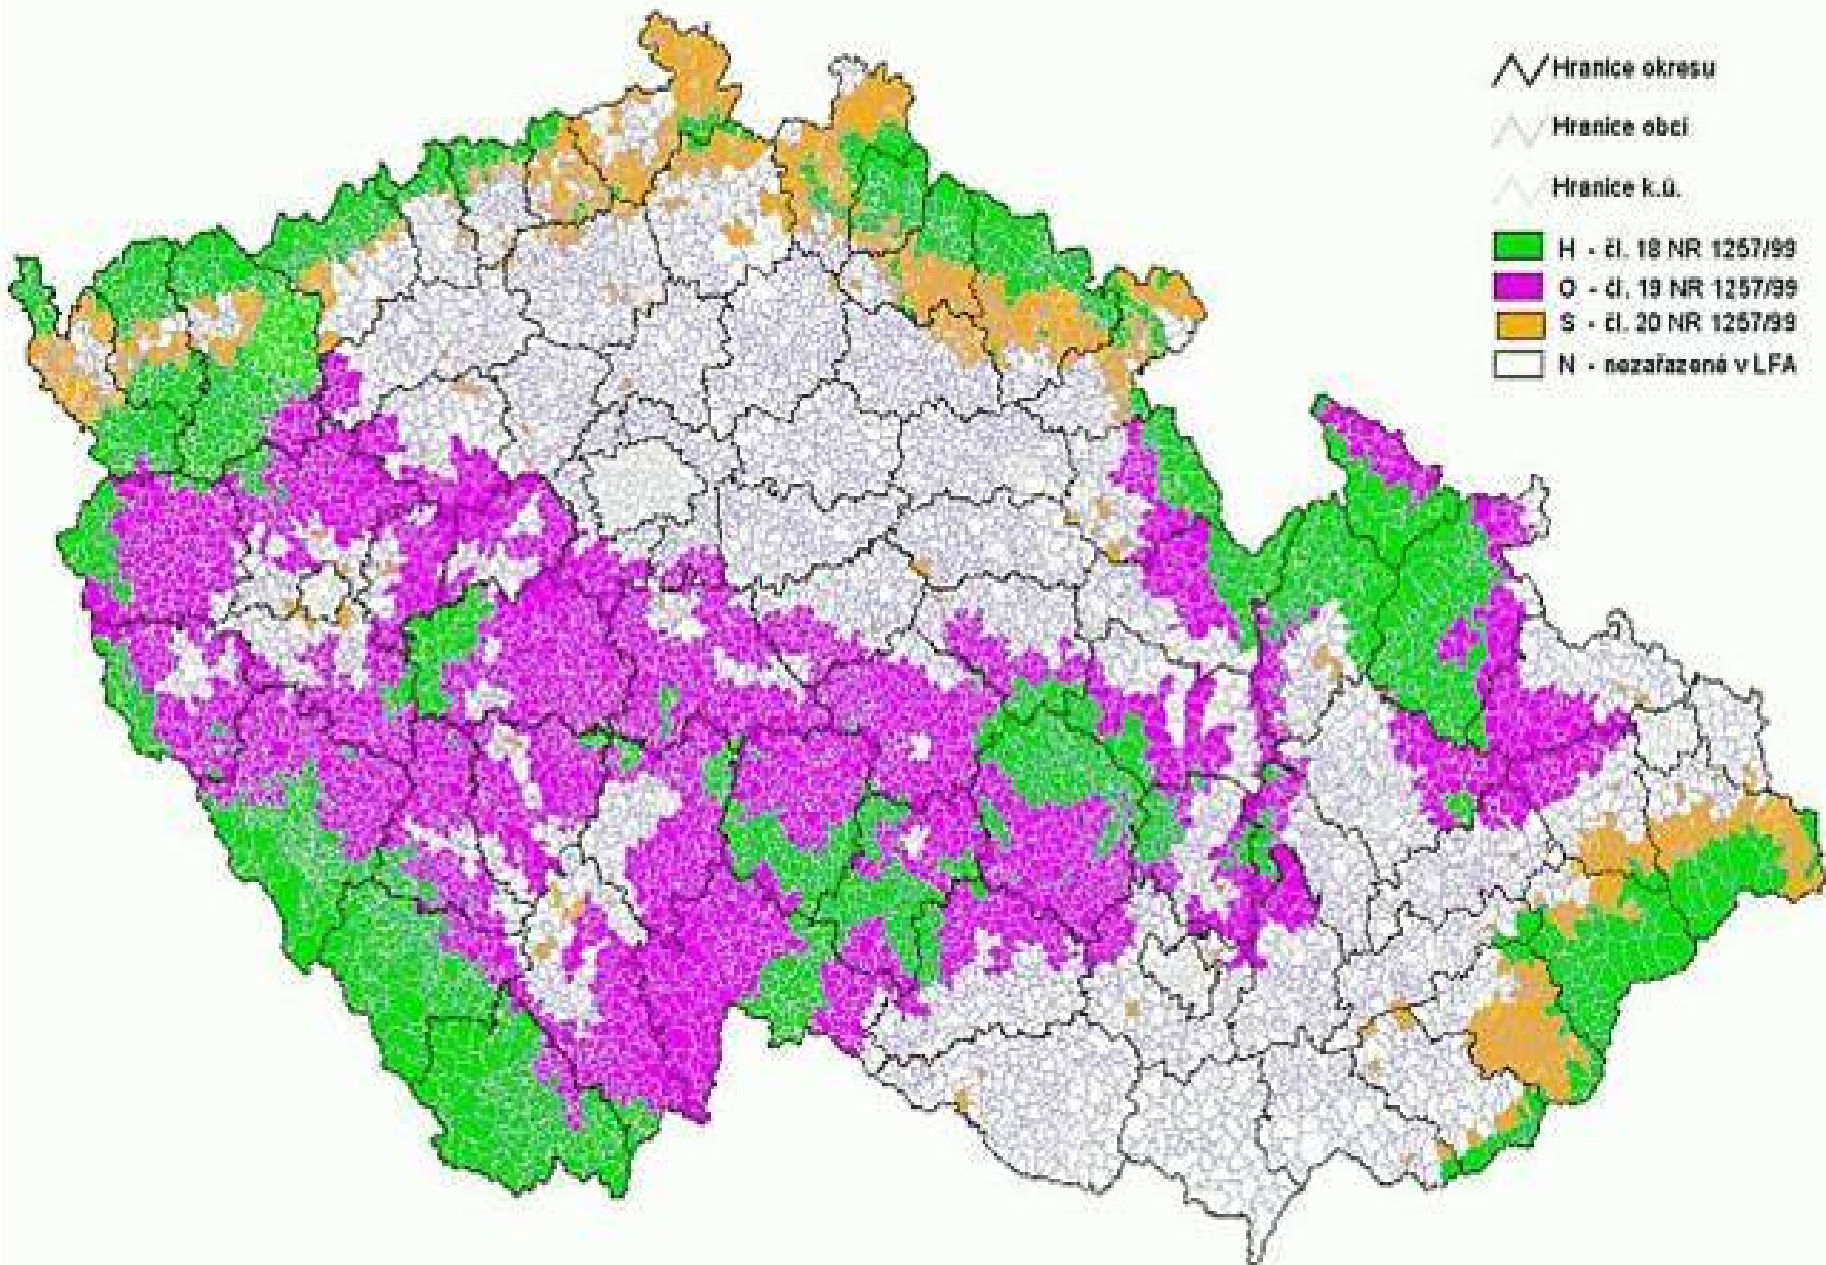 Hranice okresu
Hranice obcí
Hranice k.ú.
H - čl. 18 NR 1257/99
O - čl. 19 NR 1257/99
S - čl. 20 NR 1257/99
N - nezařazené v LFA